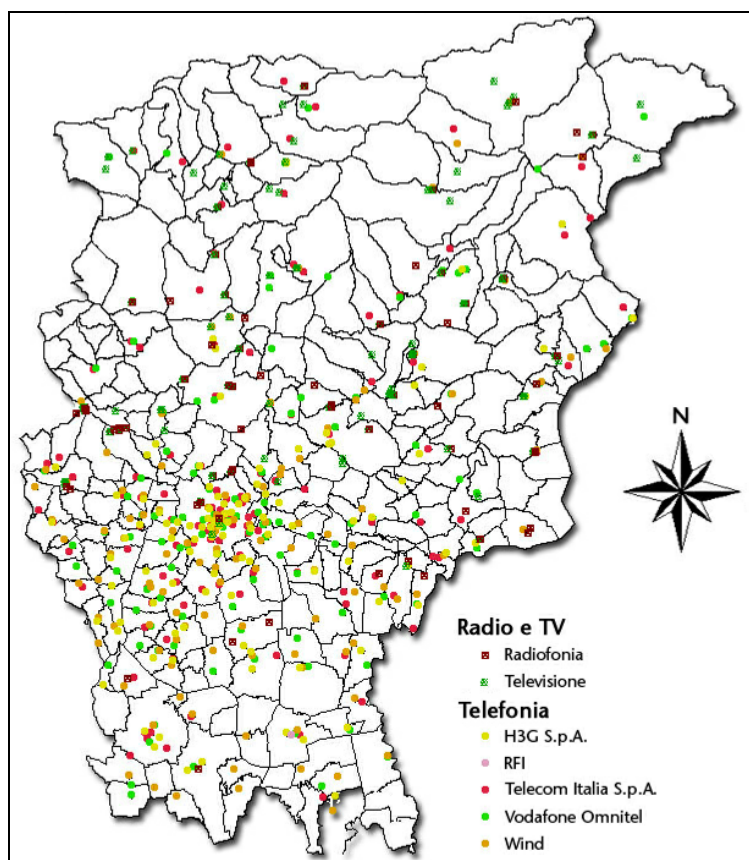 N
Radio e TV
Radiofonia
Televisione
Telefonia
H3G S.p.A.
RFI
Telecom Italia S.p.A.
Vodafone Omnitel
Wind